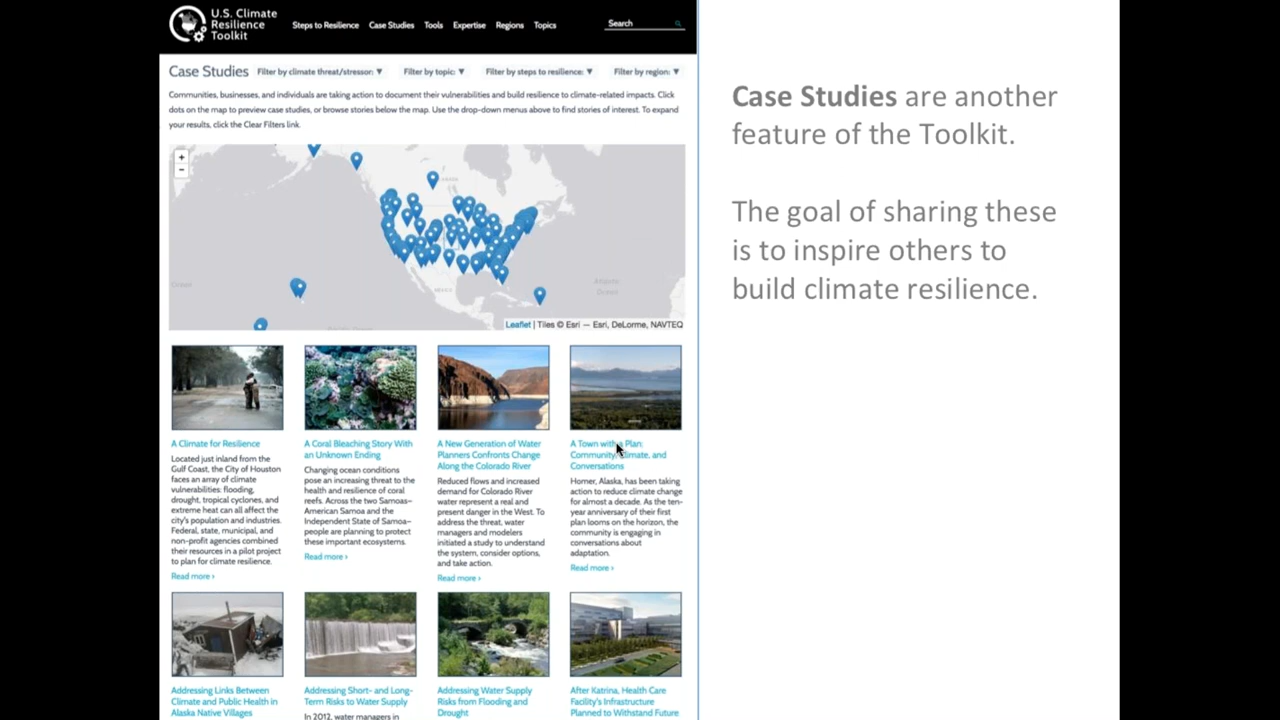 U.S. Climate
Resilience
Toolkit
Steps to Resilience Case Studies Tools Expertise Regions Topics
Search
Case Studies
Filter by climate threat/stressor: ▼ Filter by topic: ▼ Filter by steps to resilience: ▼ Filter by region: ▼
Communities, businesses, and individuals are taking action to document their vulnerabilities and build resilience to climate-related impacts. Click
dots on the map to preview case studies, or browse stories below the map. Use the drop-down menus above to find stories of interest. To expand
your results, click the Clear Filters link.
+
−
MEXICO
Atlantic
Ocean
Leaflet | Tiles © Esri — Esri, DeLorme, NAVTEQ
A Climate for Resilience
Located just inland from the
Gulf Coast, the City of Houston
faces an array of climate
vulnerabilities: flooding,
drought, tropical cyclones, and
extreme heat can all affect the
city's population and industries.
Federal, state, municipal, and
non-profit agencies combined
their resources in a pilot project
to plan for climate resilience.
Read more ›
A Coral Bleaching Story With
an Unknown Ending
Changing ocean conditions
pose an increasing threat to the
health and resilience of coral
reefs. Across the two Samoas—
American Samoa and the
Independent State of Samoa—
people are planning to protect
these important ecosystems.
Read more ›
A New Generation of Water
Planners Confronts Change
Along the Colorado River
Reduced flows and increased
demand for Colorado River
water represent a real and
present danger in the West. To
address the threat, water
managers and modelers
initiated a study to understand
the system, consider options,
and take action.
Read more ›
A Town with a Plan:
Community, Climate, and
Conversations
Homer, Alaska, has been taking
action to reduce climate change
for almost a decade. As the ten-
year anniversary of their first
plan looms on the horizon, the
community is engaging in
conversations about
adaptation.
Read more ›
Addressing Links Between
Climate and Public Health in
Alaska Native Villages
Addressing Short- and Long-
Term Risks to Water Supply
In 2012, water managers in
Addressing Water Supply
Risks from Flooding and
Drought
After Katrina, Health Care
Facility's Infrastructure
Planned to Withstand Future
Case Studies are another
feature of the Toolkit.
The goal of sharing these
is to inspire others to
build climate resilience.